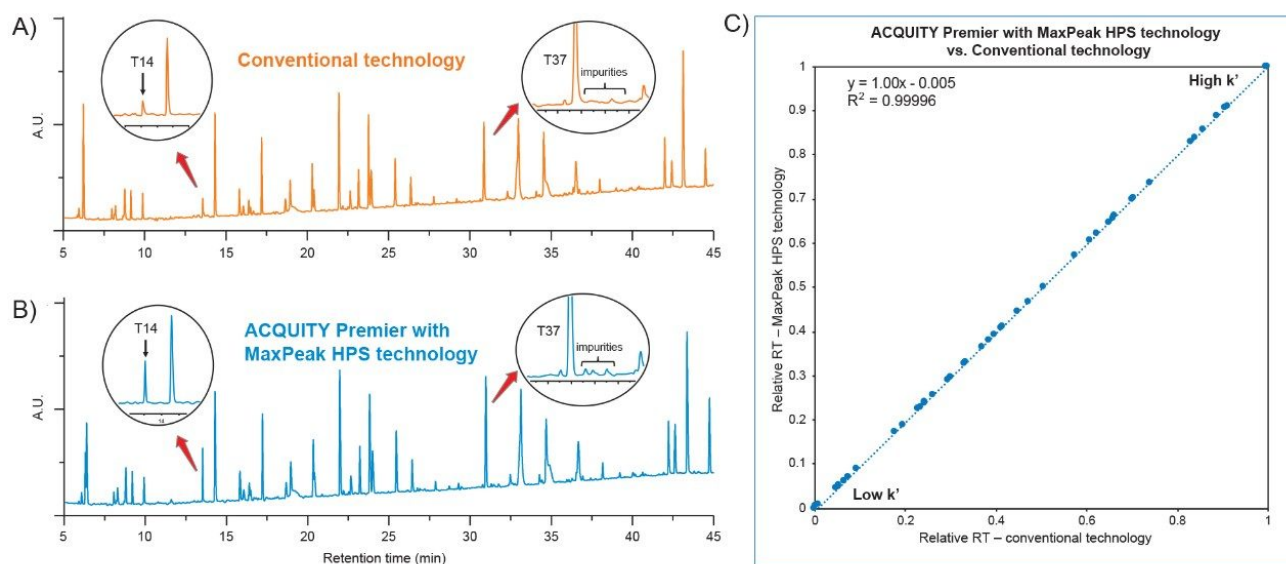 A)
Conventional technology
T14
T37
impurities
A.U.
5 10 15 20 25 30 35 40 45
B)
ACQUITY Premier with
MaxPeak HPS technology
T14
14
T37
impurities
A.U.
5 10 15 20 25 30 35 40 45
Retention time (min)
C)
ACQUITY Premier with MaxPeak HPS technology
vs. Conventional technology
y = 1.00x - 0.005
R² = 0.99996
High k’
Low k’
Relative RT – MaxPeak HPS technology
1
0.9
0.8
0.7
0.6
0.5
0.4
0.3
0.2
0.1
0
0 0.2 0.4 0.6 0.8 1
Relative RT – conventional technology